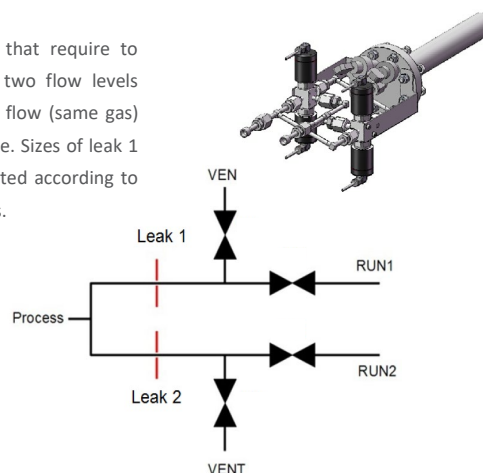 that require to
two flow levels
flow (same gas)
e. Sizes of leak 1
ted according to
VEN
Leak 1
RUN1
Process
RUN2
Leak 2
VENT